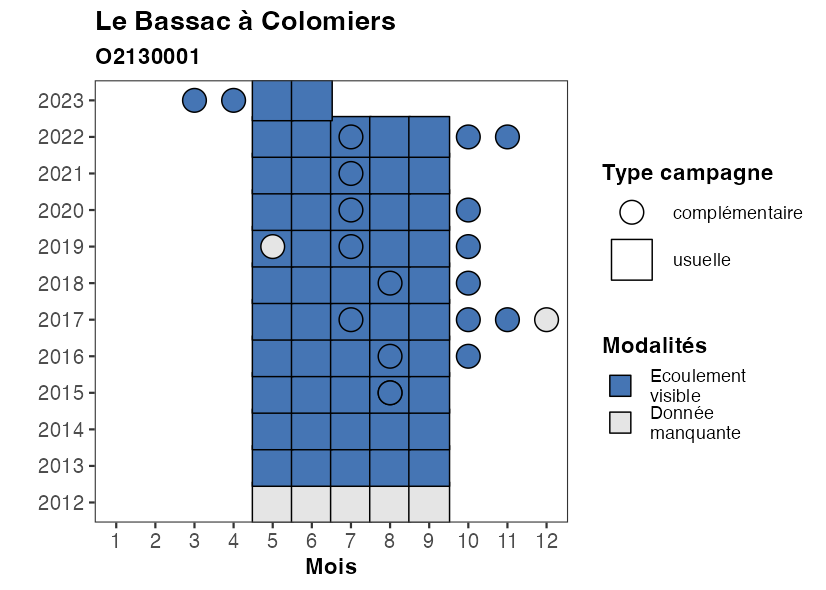 Le Bassac à Colomiers
O2130001
2023
2022
2021
2020
2019
2018
2017
2016
2015
2014
2013
2012
1 2 3 4 5 6 7 8 9 10 11 12
Mois
Type campagne
complémentaire
usuelle
Modalités
Ecoulement
visible
Donnée
manquante